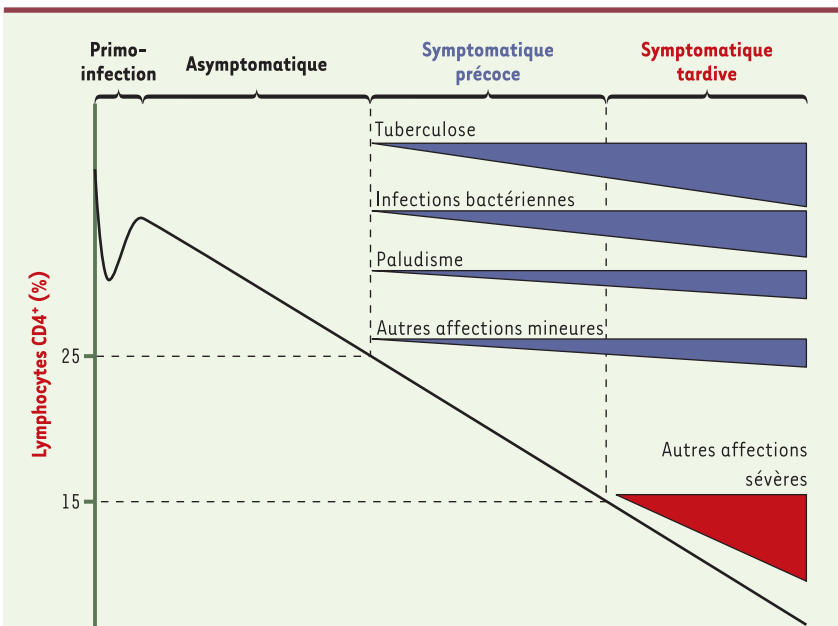 Primo-
infection
Asymptomatique
Symptomatique
précoce
Symptomatique
tardive
Tuberculose
Infections bactériennes
Paludisme
Autres affections mineures
Lymphocytes CD4⁺ (%)
25
Autres affections
sévères
15